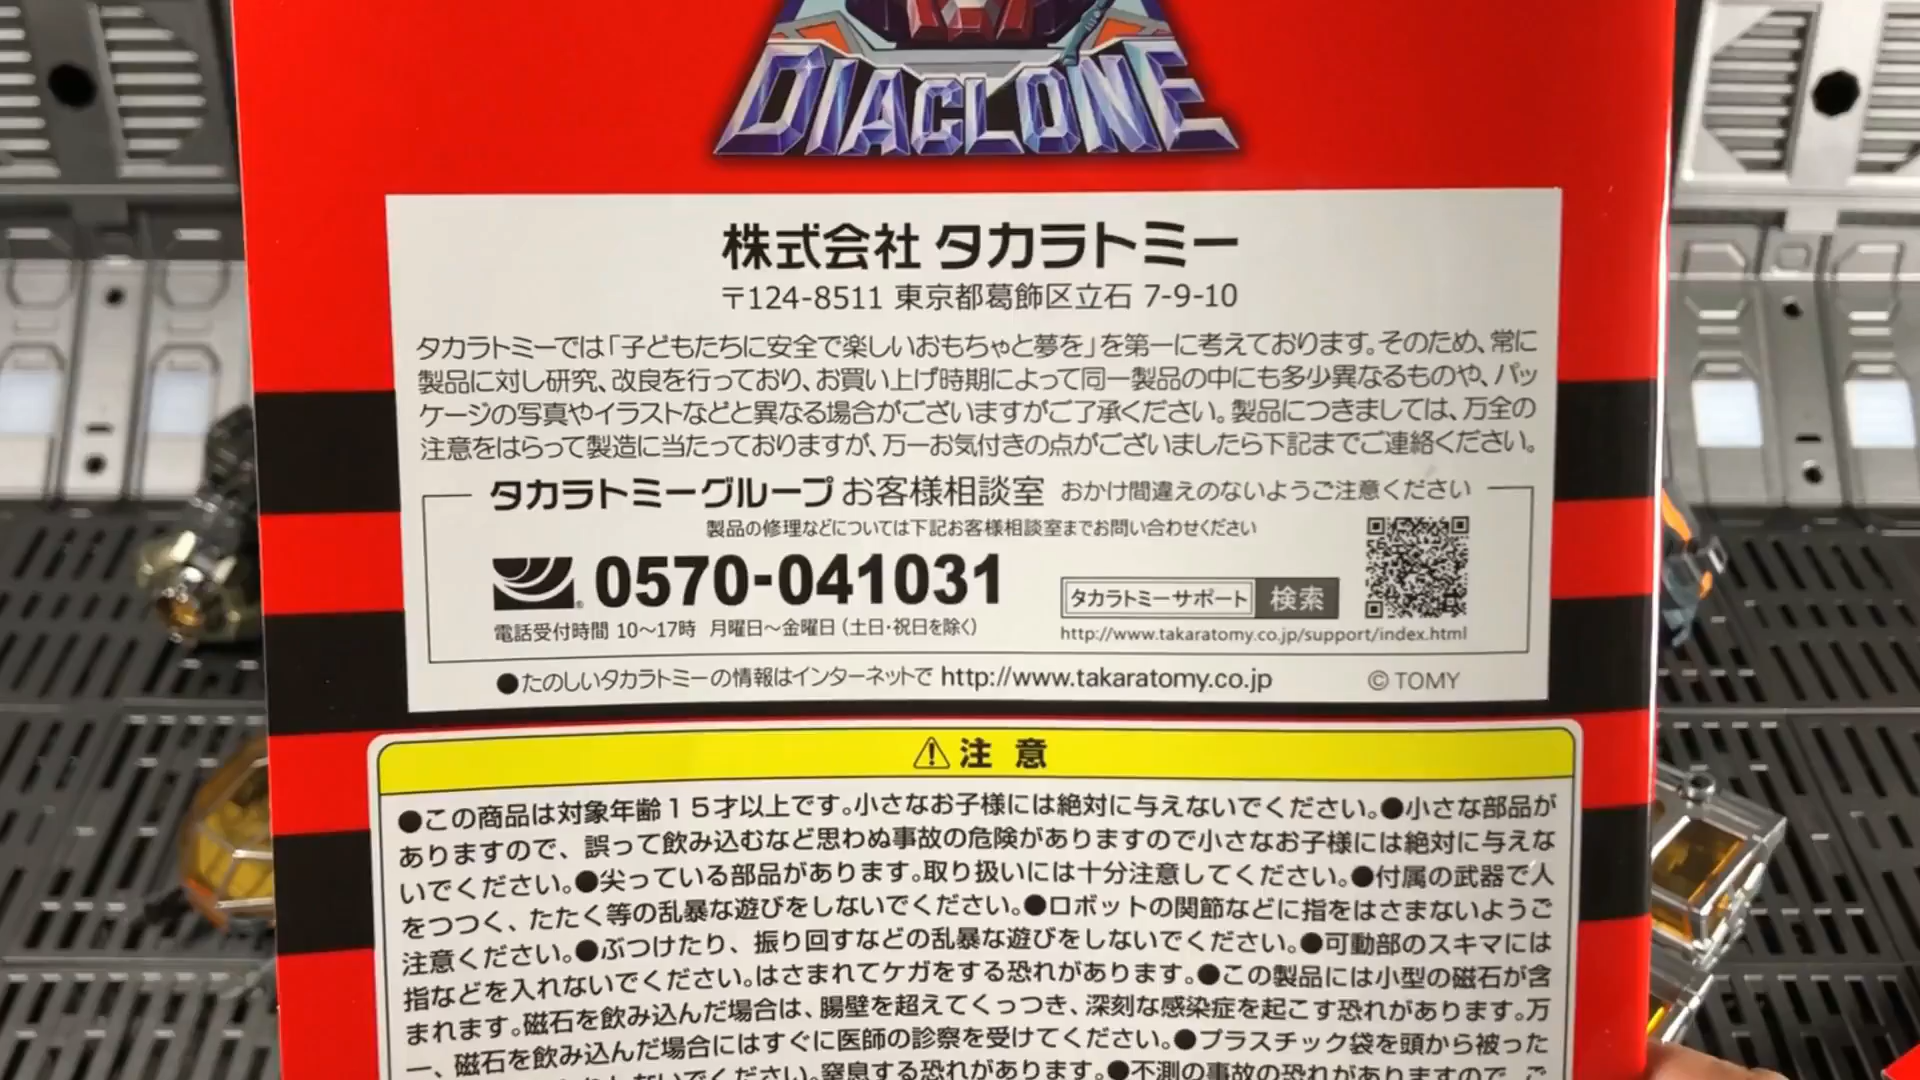 DIACLONE
株式会社 タカラトミー
〒124-8511 東京都葛飾区立石 7-9-10
タカラトミーでは「子どもたちに安全で楽しいおもちゃと夢を」を第一に考えております。そのため、常に
製品に対し研究、改良を行っており、お買い上げ時期によって同一製品の中にも多少異なるものや、パッ
ケージの写真やイラストなどと異なる場合がございますがご了承ください。製品につきましては、万全の
注意をはらって製造に当たっておりますが、万一お気付きの点がございましたら下記までご連絡ください。
タカラトミーグループ お客様相談室 おかけ間違えのないようご注意ください
製品の修理などについては下記お客様相談室までお問い合わせください
0570-041031
タカラトミーサポート 検索
電話受付時間 10〜17時 月曜日〜金曜日（土日・祝日を除く）
http://www.takaratomy.co.jp/support/index.html
●たのしいタカラトミーの情報はインターネットで http://www.takaratomy.co.jp
© TOMY
⚠注 意
●この商品は対象年齢１５才以上です。小さなお子様には絶対に与えないでください。●小さな部品が
ありますので、誤って飲み込むなど思わぬ事故の危険がありますので小さなお子様には絶対に与えな
いでください。●尖っている部品があります。取り扱いには十分注意してください。●付属の武器で人
をつつく、たたく等の乱暴な遊びをしないでください。●ロボットの関節などに指をはさまないようご
注意ください。●ぶつけたり、振り回すなどの乱暴な遊びをしないでください。●可動部のスキマには
指などを入れないでください。はさまれてケガをする恐れがあります。●この製品には小型の磁石が含
まれます。磁石を飲み込んだ場合は、腸壁を超えてくっつき、深刻な感染症を起こす恐れがあります。万
一、磁石を飲み込んだ場合にはすぐに医師の診察を受けてください。●プラスチック袋を頭から被った
しないでください。窒息する恐れがあります。●不測の事故の恐れがありますので、ご